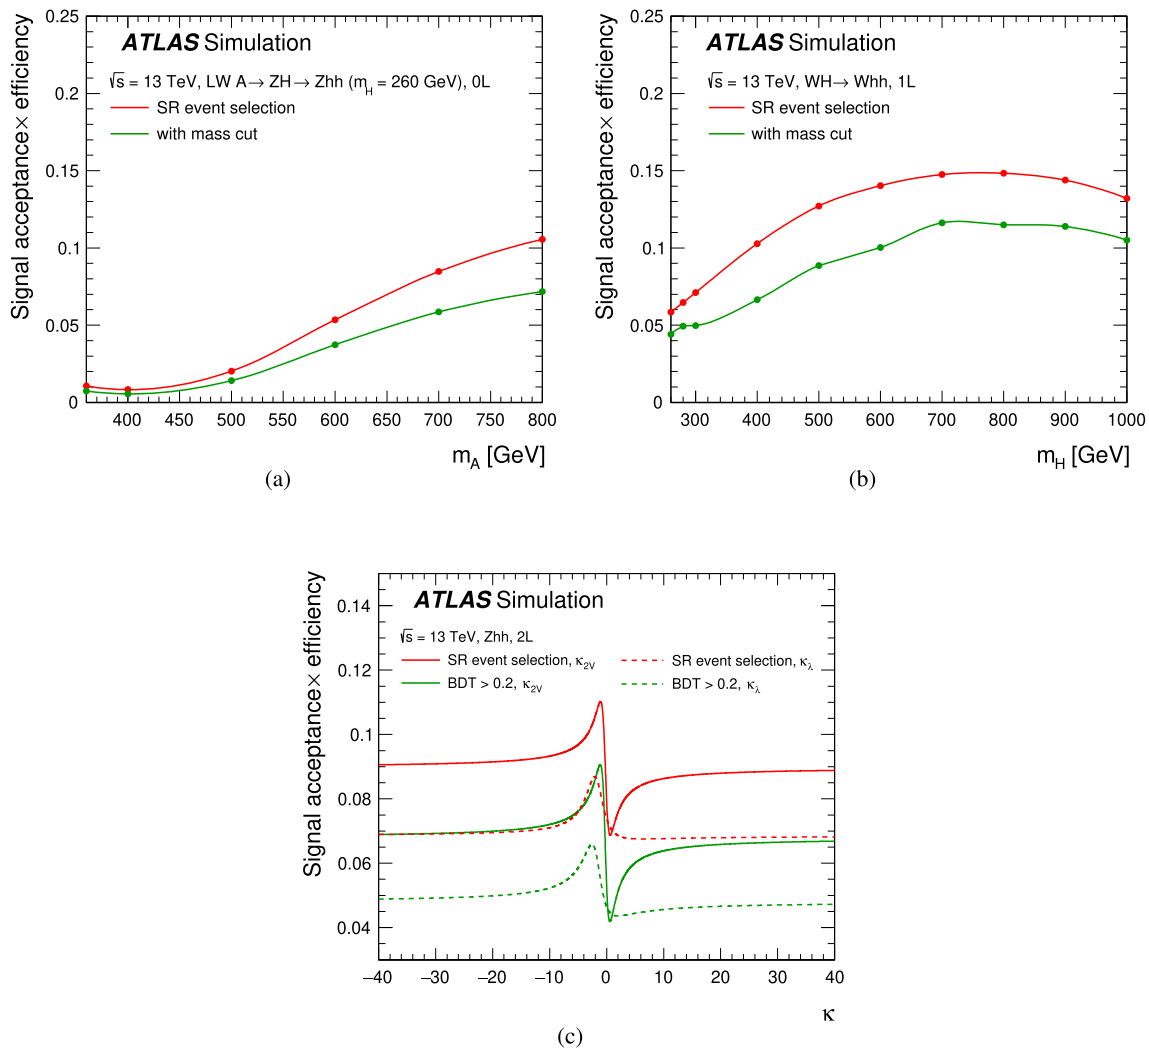 Signal acceptance× efficiency
0.25
0.2
0.15
0.1
0.05
0
ATLAS Simulation
√s = 13 TeV, LW A→ ZH→ Zhh (m_H = 260 GeV), 0L
SR event selection
with mass cut
400 450 500 550 600 650 700 750 800
m_A [GeV]
(a)
Signal acceptance× efficiency
0.25
0.2
0.15
0.1
0.05
0
ATLAS Simulation
√s = 13 TeV, WH→ Whh, 1L
SR event selection
with mass cut
300 400 500 600 700 800 900 1000
m_H [GeV]
(b)
Signal acceptance× efficiency
0.14
0.12
0.1
0.08
0.06
0.04
ATLAS Simulation
√s = 13 TeV, Zhh, 2L
SR event selection, κ_2V SR event selection, κ_λ
BDT > 0.2, κ_2V BDT > 0.2, κ_λ
−40 −30 −20 −10 0 10 20 30 40
κ
(c)